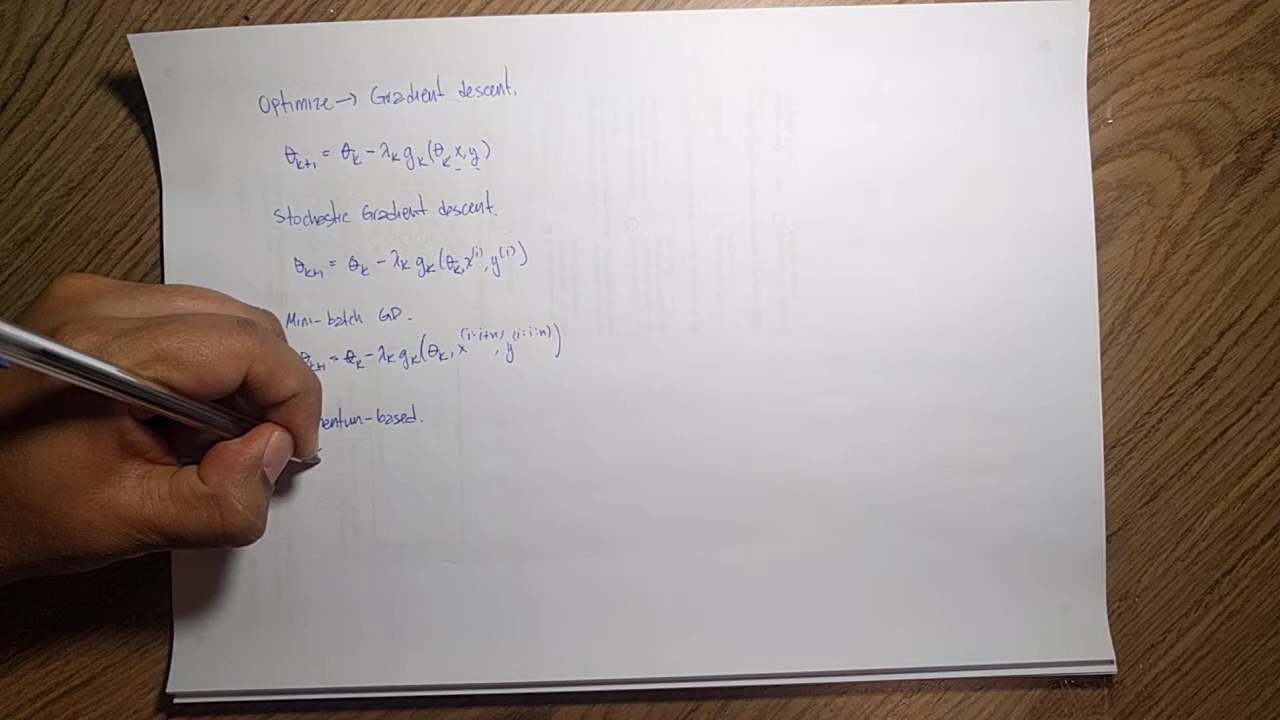 Optimize → Gradient descent.
θₖ₊₁ = θₖ - λₖ gₖ(θₖ x, y)
Stochastic Gradient descent.
θₖ₊₁ = θₖ - λₖ gₖ(θₖ, x⁽ⁱ⁾, y⁽ⁱ⁾)
Mini-batch GD.
θₖ₊₁ = θₖ - λₖ gₖ(θₖ, x^(i:i+n), y^(i:i:n))
entum-based.